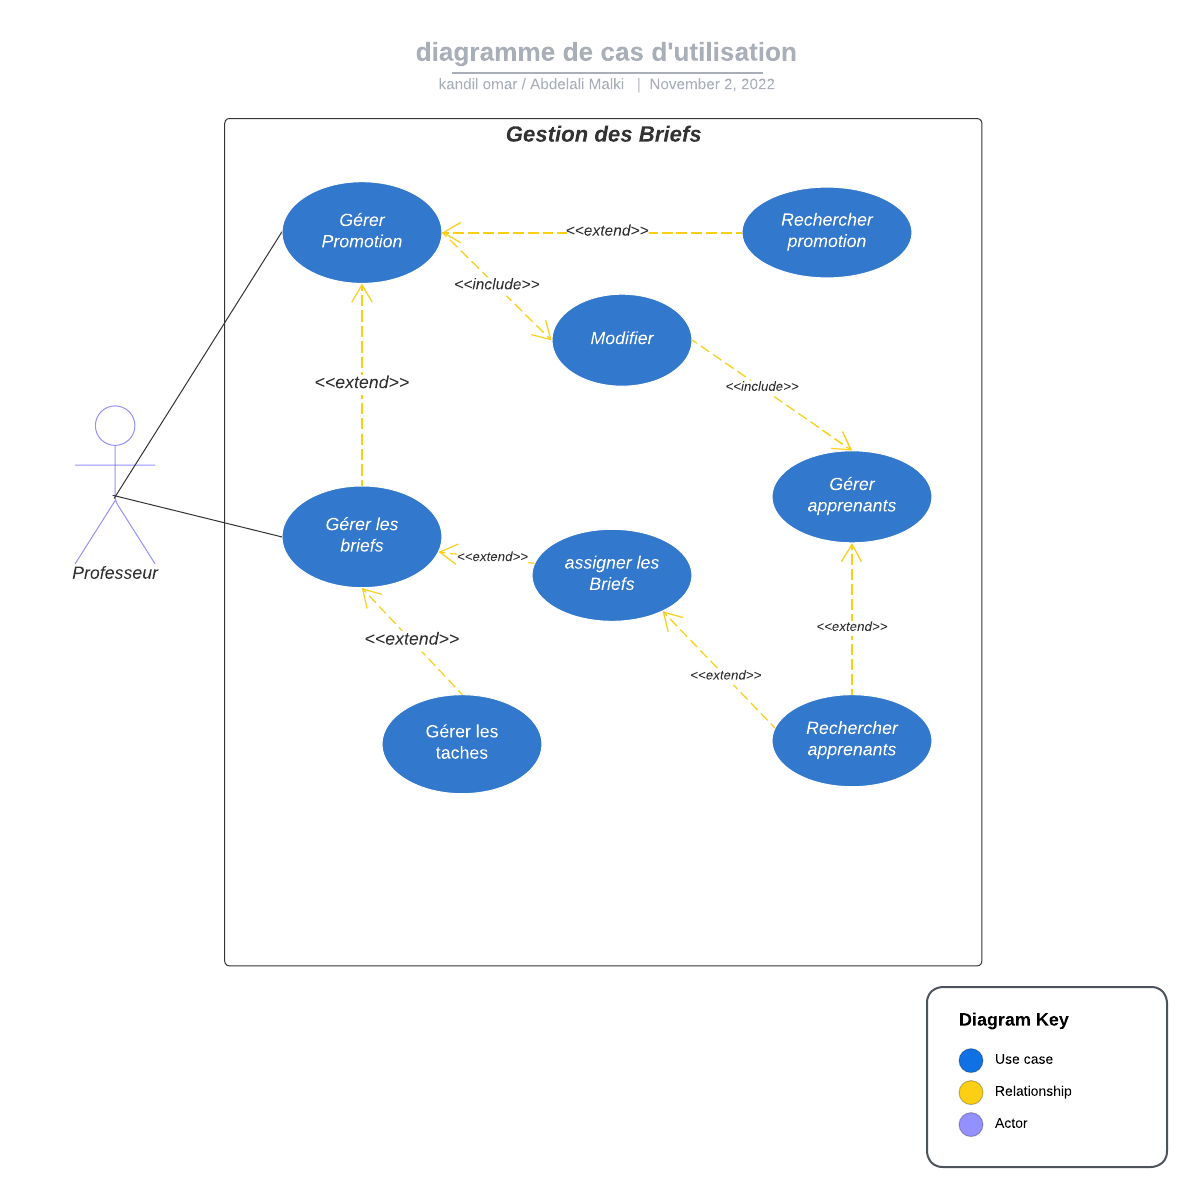 diagramme de cas d'utilisation
kandil omar / Abdelali Malki | November 2, 2022
Gestion des Briefs
Gérer
Promotion
<<extend>>
Rechercher
promotion
<<include>>
Modifier
<<extend>>
<<include>>
Gérer
apprenants
Gérer les
briefs
<<extend>>
assigner les
Briefs
Professeur
<<extend>>
<<extend>>
<<extend>>
Gérer les
taches
Rechercher
apprenants
Diagram Key
Use case
Relationship
Actor